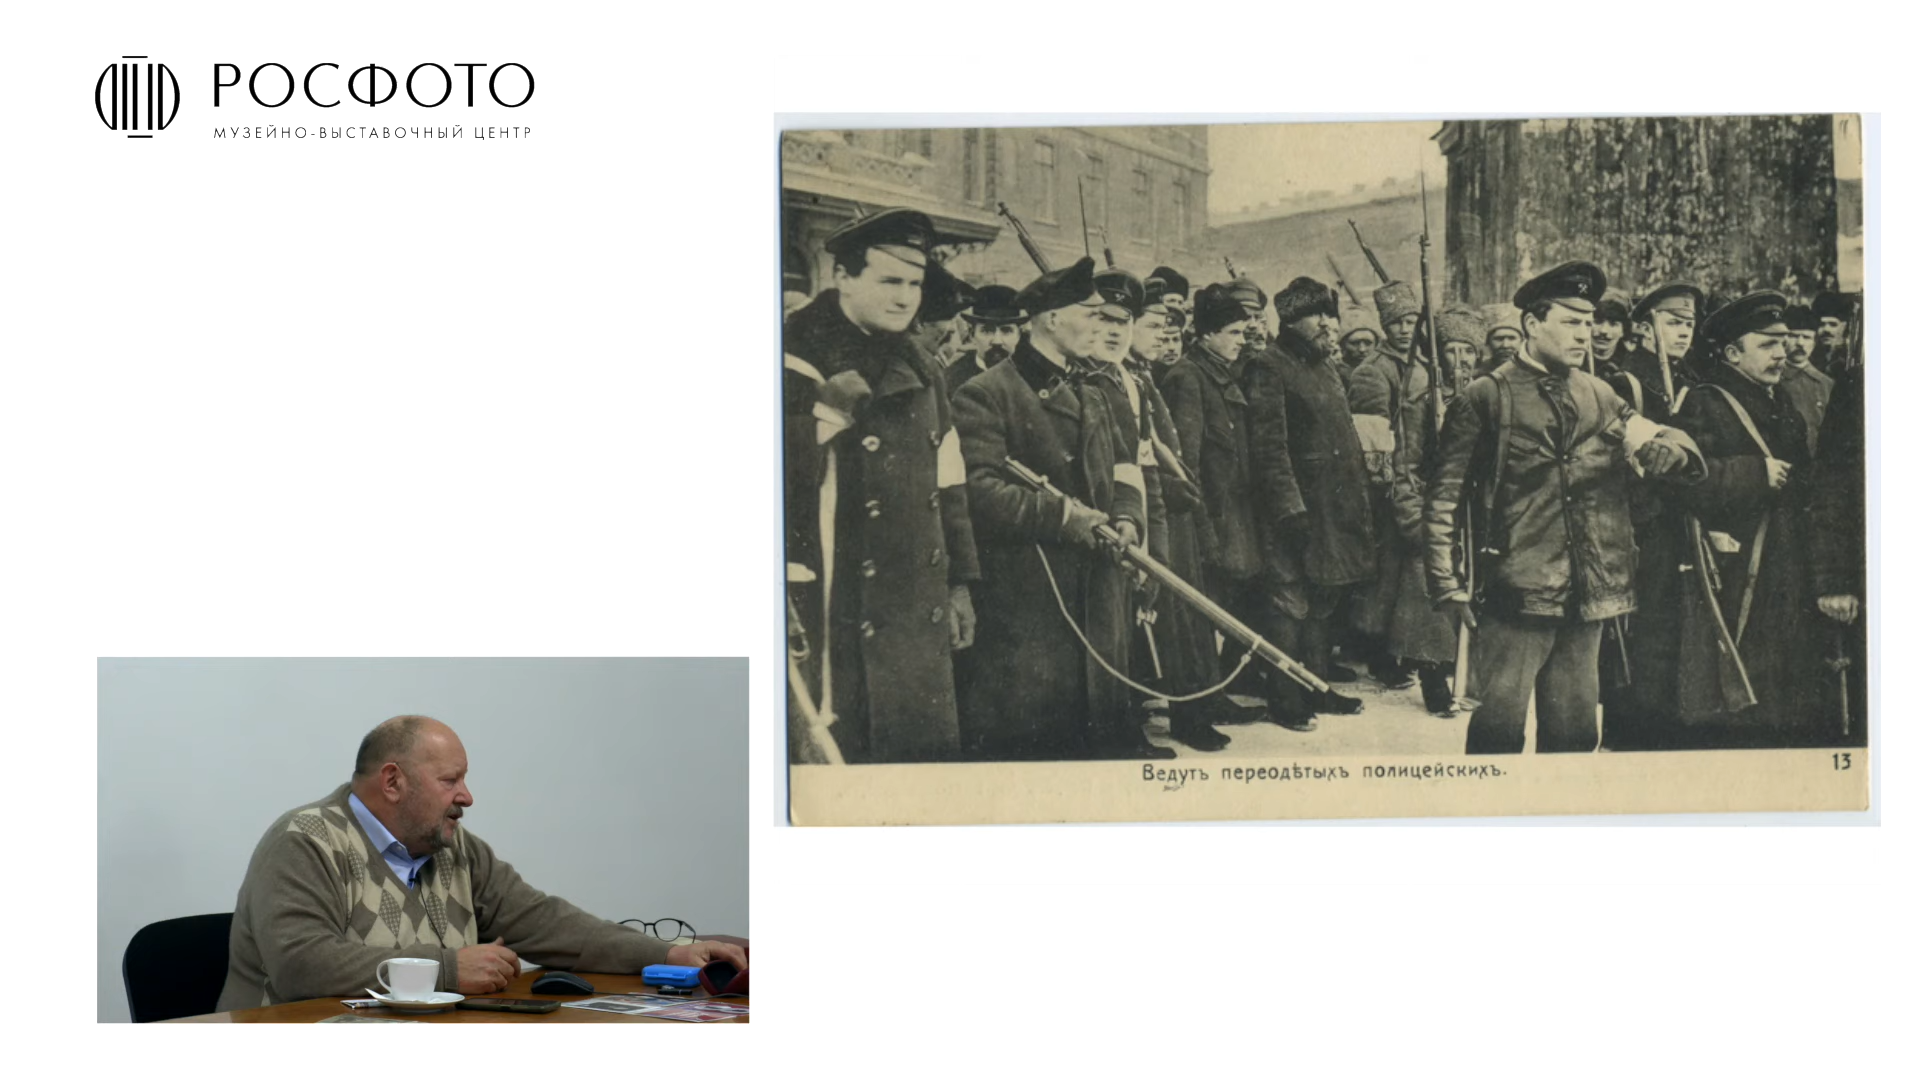 РОСФОТО
МУЗЕЙНО-ВЫСТАВОЧНЫЙ ЦЕНТР
Ведутъ переодѣтыхъ полицейскихъ.
13